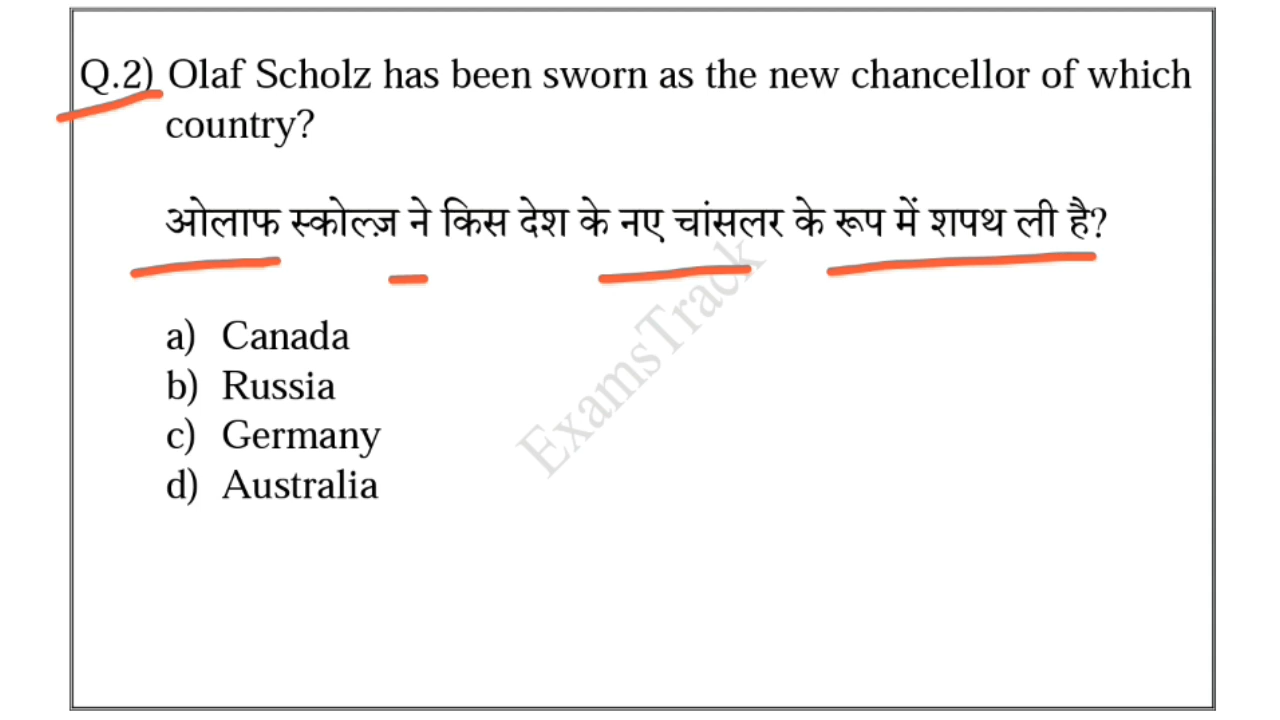 Q.2) Olaf Scholz has been sworn as the new chancellor of which
country?
ओलाफ स्कोल्ज़ ने किस देश के नए चांसलर के रूप में शपथ ली है?
a) Canada
b) Russia
c) Germany
d) Australia
ExamsTrack